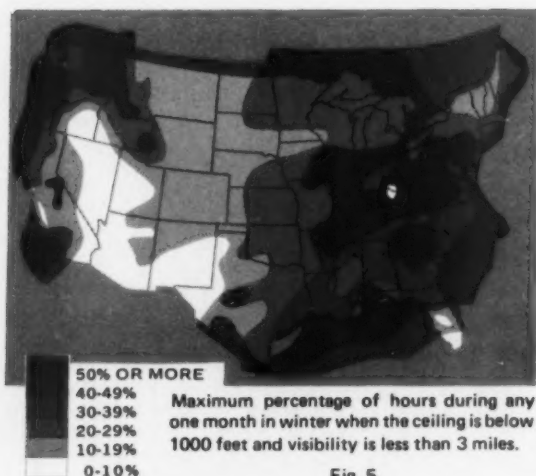 50% OR MORE
40-49%
30-39%
20-29%
10-19%
0-10%
Maximum percentage of hours during any
one month in winter when the ceiling is below
1000 feet and visibility is less than 3 miles.
Fig. 5